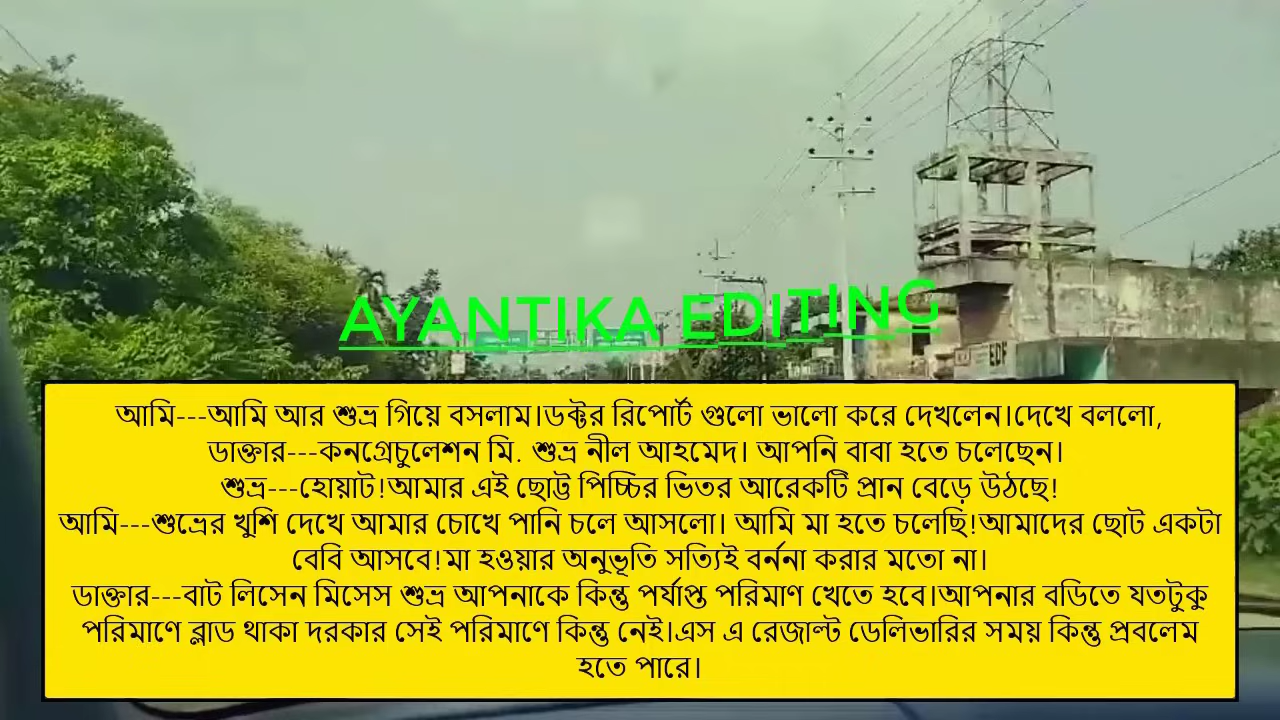 AYANTIKA EDITING
EDF
আমি---আমি আর শুভ্র গিয়ে বসলাম।ডক্টর রিপোর্ট গুলো ভালো করে দেখলেন।দেখে বললো,
ডাক্তার---কনগ্রেচুলেশন মি. শুভ্র নীল আহমেদ। আপনি বাবা হতে চলেছেন।
শুভ্র---হোয়াট!আমার এই ছোট্ট পিচ্চির ভিতর আরেকটি প্রান বেড়ে উঠছে!
আমি---শুভ্রের খুশি দেখে আমার চোখে পানি চলে আসলো। আমি মা হতে চলেছি!আমাদের ছোট একটা
বেবি আসবে!মা হওয়ার অনুভূতি সত্যিই বর্ননা করার মতো না।
ডাক্তার---বাট লিসেন মিসেস শুভ্র আপনাকে কিন্তু পর্যাপ্ত পরিমাণ খেতে হবে।আপনার বডিতে যতটুকু
পরিমাণে ব্লাড থাকা দরকার সেই পরিমাণে কিন্তু নেই।এস এ রেজাল্ট ডেলিভারির সময় কিন্তু প্রবলেম
হতে পারে।